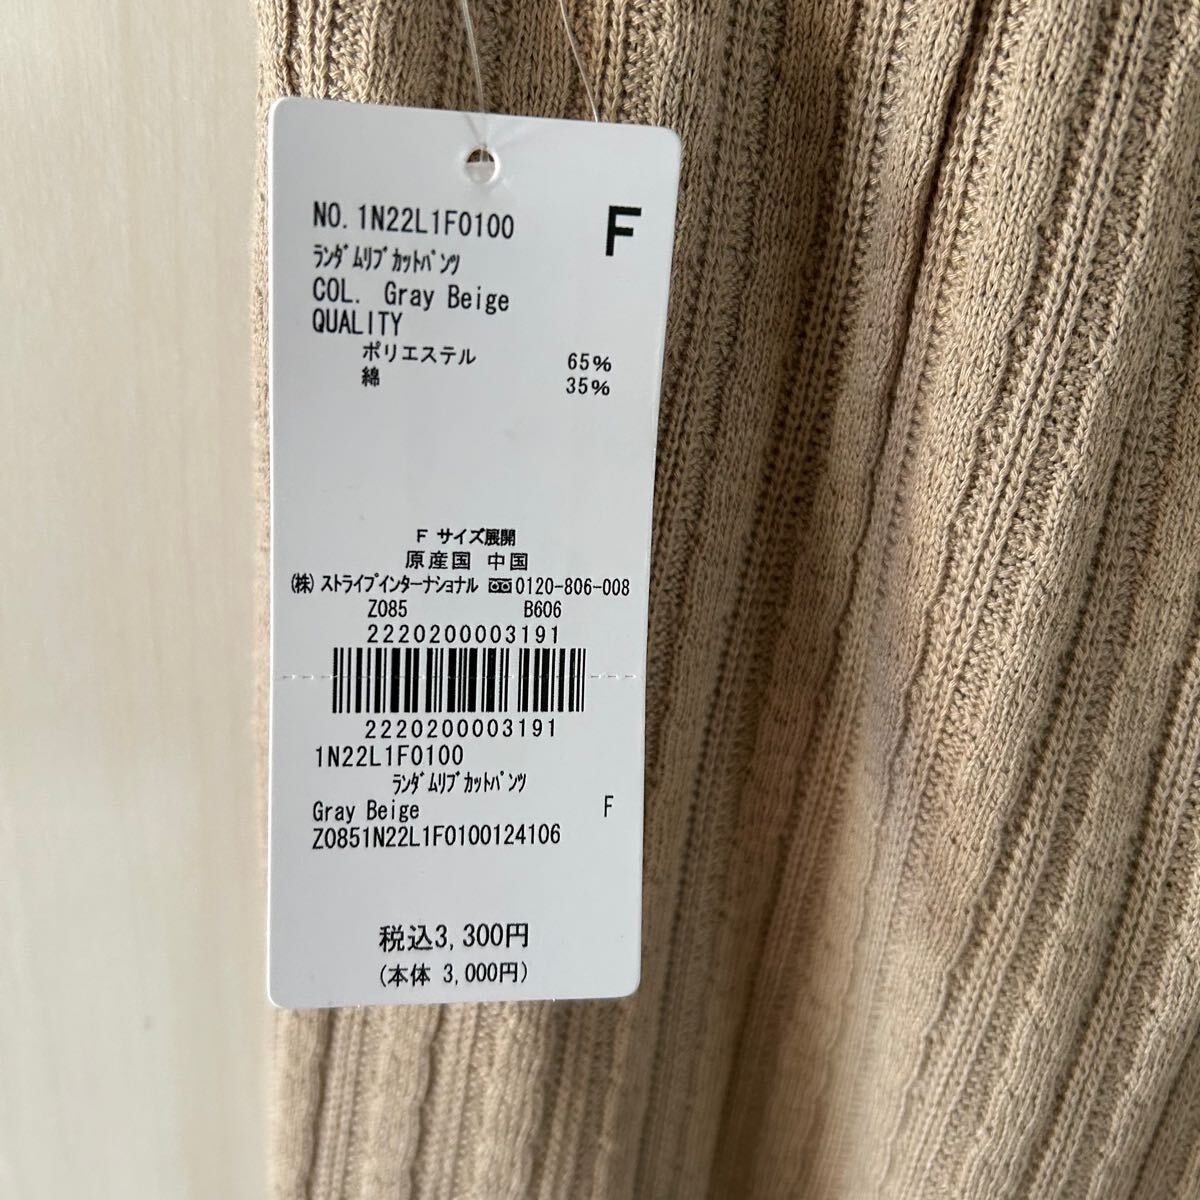 NO. 1N22L1F0100 F
ﾗﾝﾀﾞﾑﾘﾌﾞｶｯﾄﾊﾟﾝﾂ
COL. Gray Beige
QUALITY
ポリエステル 65%
綿 35%
F サイズ展開
原産国 中国
(株) ストライプインターナショナル 0120-806-008
Z085 B606
2220200003191
2220200003191
1N22L1F0100
ﾗﾝﾀﾞﾑﾘﾌﾞｶｯﾄﾊﾟﾝﾂ
Gray Beige F
Z0851N22L1F0100124106
税込3,300円
(本体 3,000円)